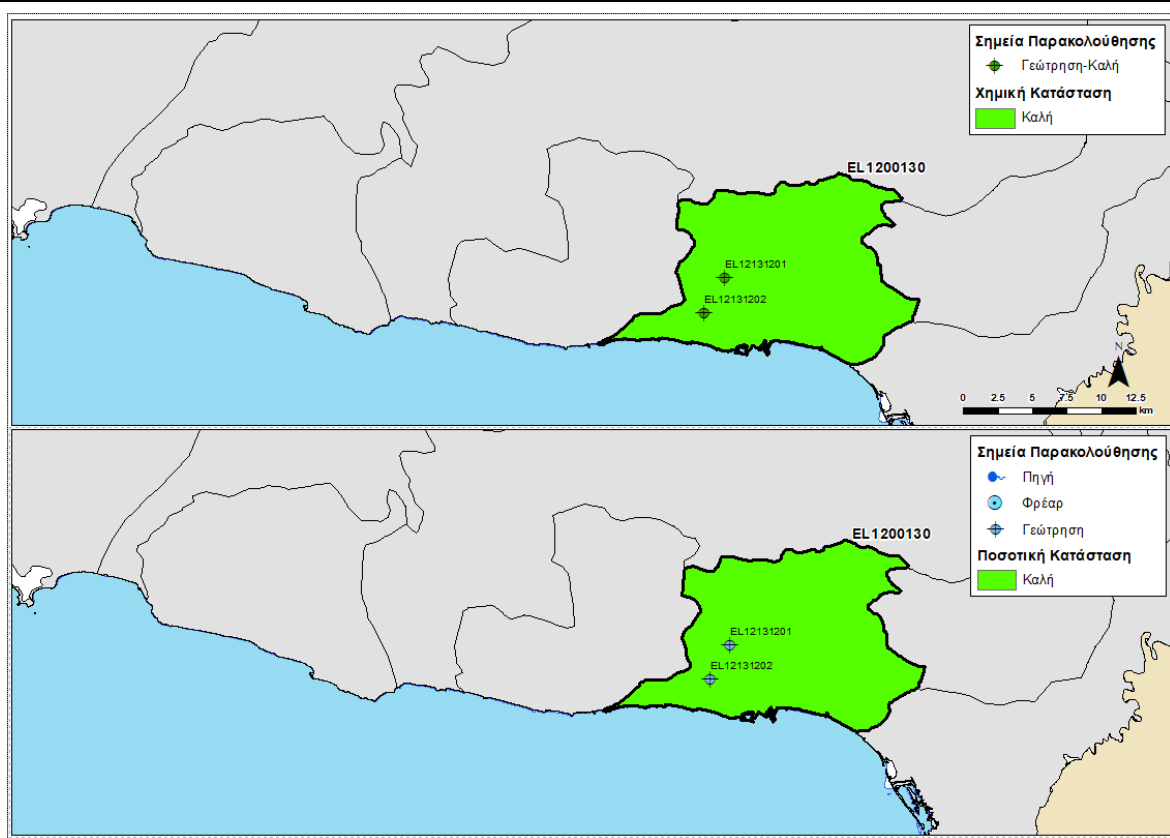 Σημεία Παρακολούθησης
Γεώτρηση-Καλή
Χημική Κατάσταση
Καλή
EL1200130
EL12131201
EL12131202
N
0 2.5 5 7.5 10 12.5
km
Σημεία Παρακολούθησης
Πηγή
Φρέαρ
Γεώτρηση
Ποσοτική Κατάσταση
Καλή
EL1200130
EL12131201
EL12131202